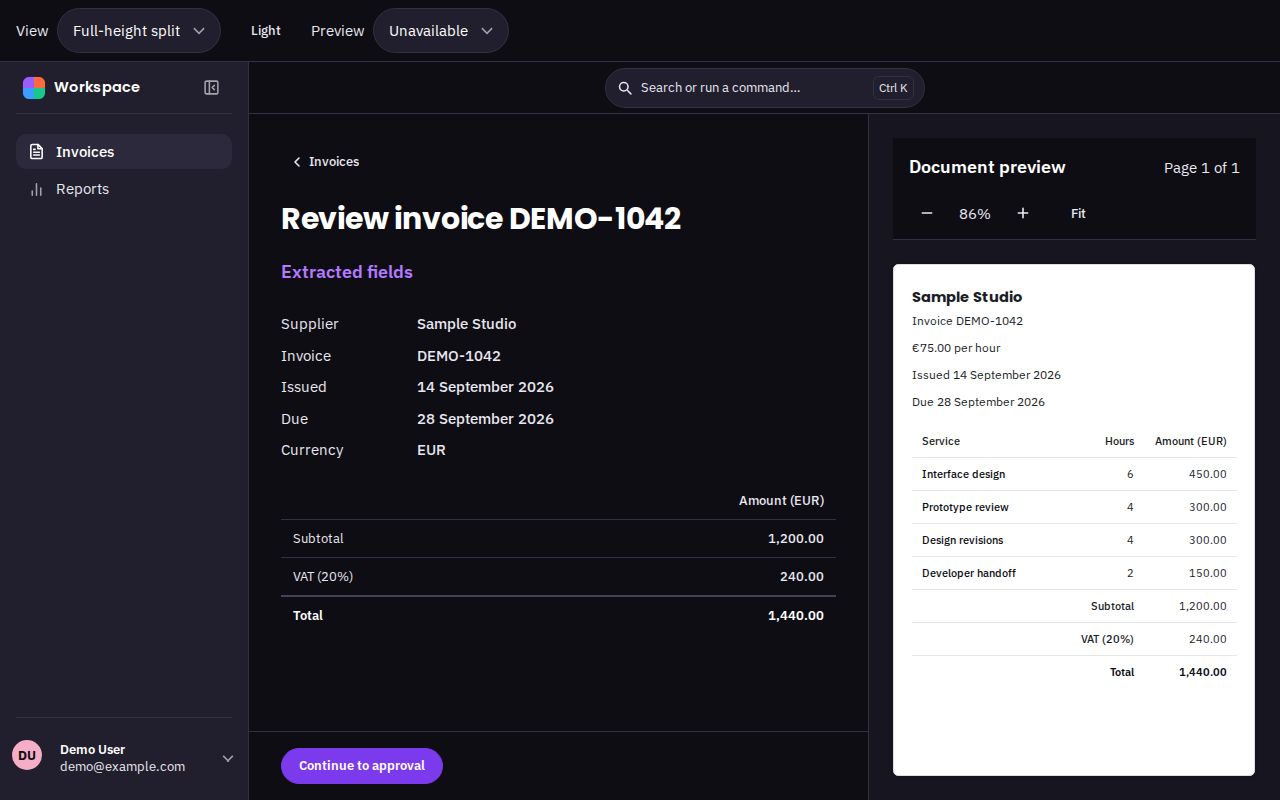 View Full-height split Light Preview Unavailable
Workspace
Search or run a command... Ctrl K
Invoices
Reports
Invoices
Review invoice DEMO-1042
Extracted fields
Supplier Sample Studio
Invoice DEMO-1042
Issued 14 September 2026
Due 28 September 2026
Currency EUR
Amount (EUR)
Subtotal 1,200.00
VAT (20%) 240.00
Total 1,440.00
Continue to approval
Document preview Page 1 of 1
86% Fit
Sample Studio
Invoice DEMO-1042
€75.00 per hour
Issued 14 September 2026
Due 28 September 2026
Service Hours Amount (EUR)
Interface design 6 450.00
Prototype review 4 300.00
Design revisions 4 300.00
Developer handoff 2 150.00
Subtotal 1,200.00
VAT (20%) 240.00
Total 1,440.00
DU Demo User
demo@example.com